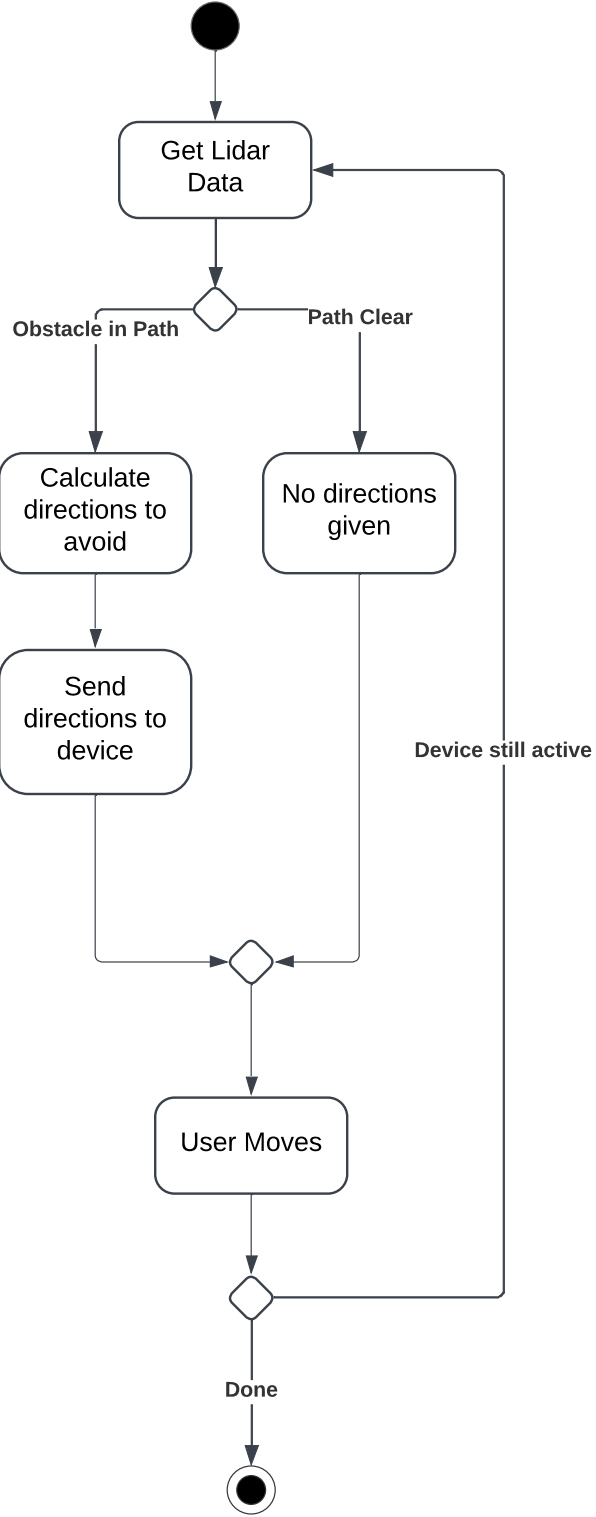 Get Lidar
Data
Obstacle in Path
Path Clear
Calculate
directions to
avoid
No directions
given
Send
directions to
device
Device still active
User Moves
Done